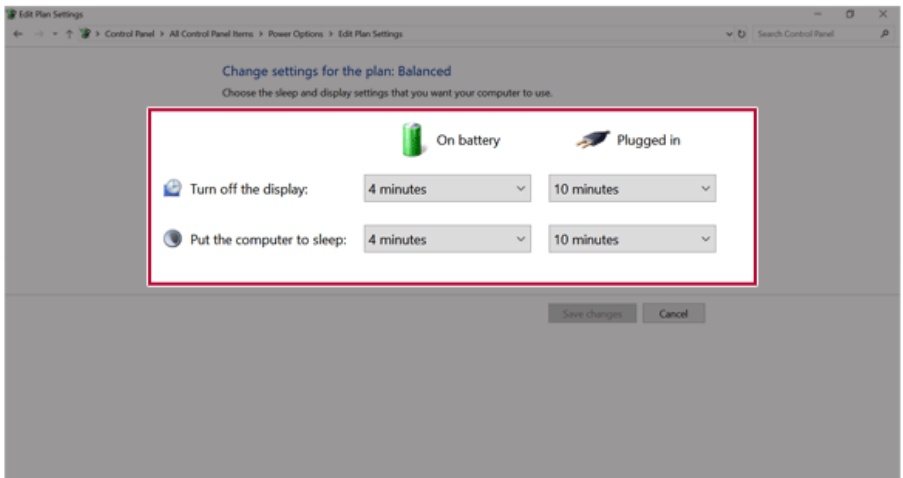 Edit Plan Settings
Control Panel > All Control Panel Items > Power Options > Edit Plan Settings
Search Control Panel
Change settings for the plan: Balanced
Choose the sleep and display settings that you want your computer to use.
On battery Plugged in
Turn off the display: 4 minutes 10 minutes
Put the computer to sleep: 4 minutes 10 minutes
Save changes Cancel